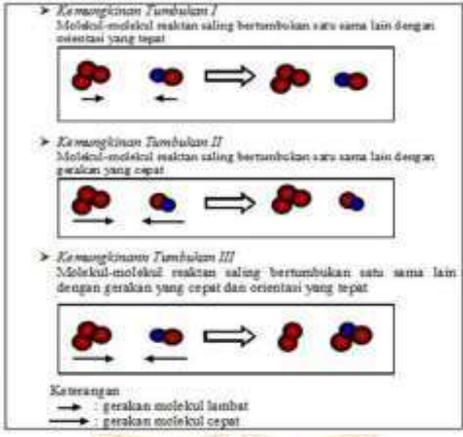 ➤ Kemungkinan Tumbukan I
Molekul-molekul reaktan saling bertumbukan satu sama lain dengan
orientasi yang tepat
➤ Kemungkinan Tumbukan II
Molekul-molekul reaktan saling bertumbukan satu sama lain dengan
gerakan yang cepat
➤ Kemungkinann Tumbukan III
Molekul-molekul reaktan saling bertumbukan satu sama lain
dengan gerakan yang cepat dan orientasi yang tepat
Keterangan
: gerakan molekul lambat
: gerakan molekul cepat